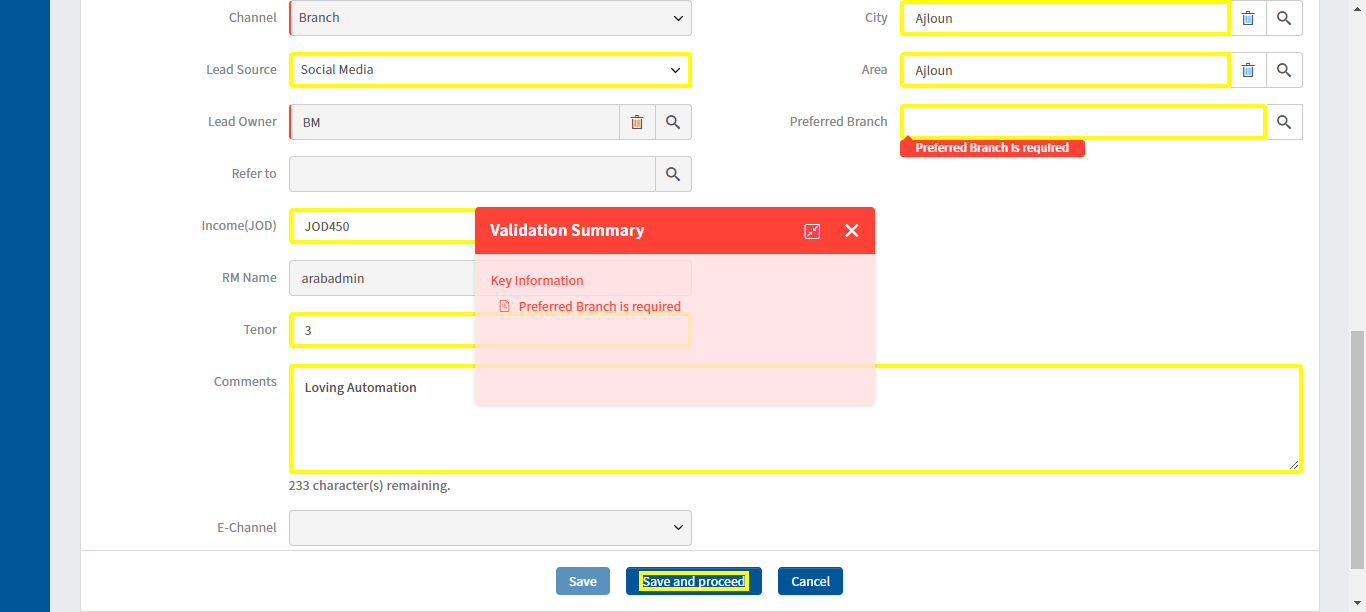 Channel
Branch
City
Ajloun
Lead Source
Social Media
Area
Ajloun
Lead Owner
BM
Preferred Branch
Preferred Branch is required
Refer to
Income(JOD)
JOD450
Validation Summary
RM Name
arabadmin
Key Information
Preferred Branch is required
Tenor
3
Comments
Loving Automation
233 character(s) remaining.
E-Channel
Save
Save and proceed
Cancel